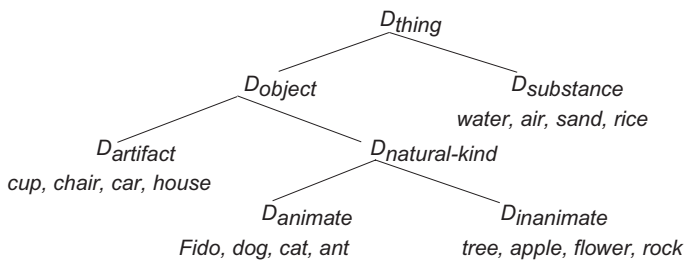 Dthing
Dobject
Dsubstance
water, air, sand, rice
Dartifact
Dnatural-kind
cup, chair, car, house
Danimate
Dinanimate
Fido, dog, cat, ant
tree, apple, flower, rock